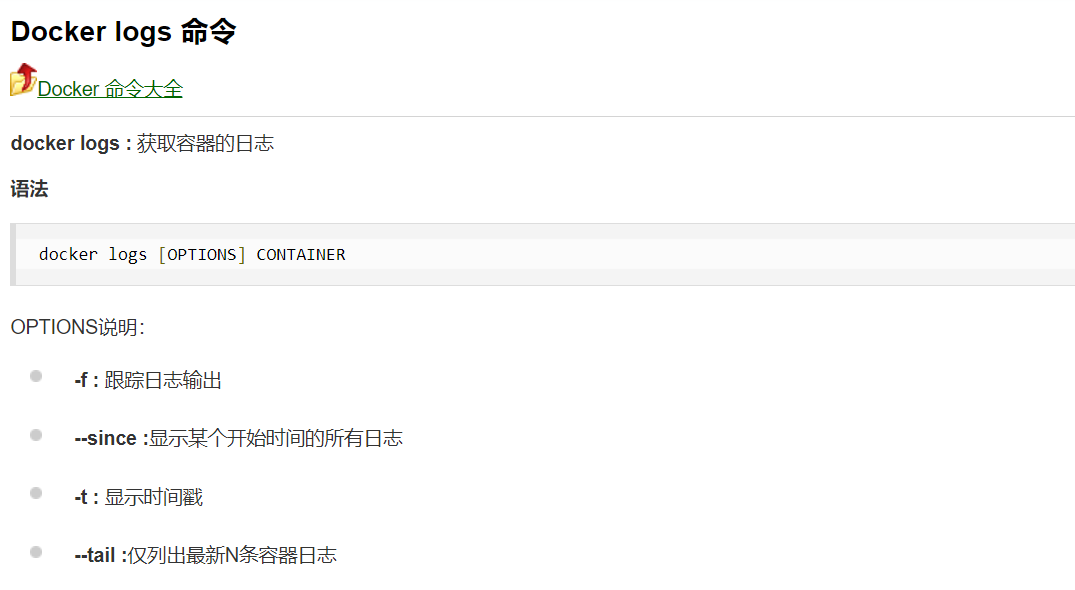 Docker logs 命令
Docker 命令大全
docker logs : 获取容器的日志
语法
docker logs [OPTIONS] CONTAINER
OPTIONS说明：
-f : 跟踪日志输出
--since :显示某个开始时间的所有日志
-t : 显示时间戳
--tail :仅列出最新N条容器日志